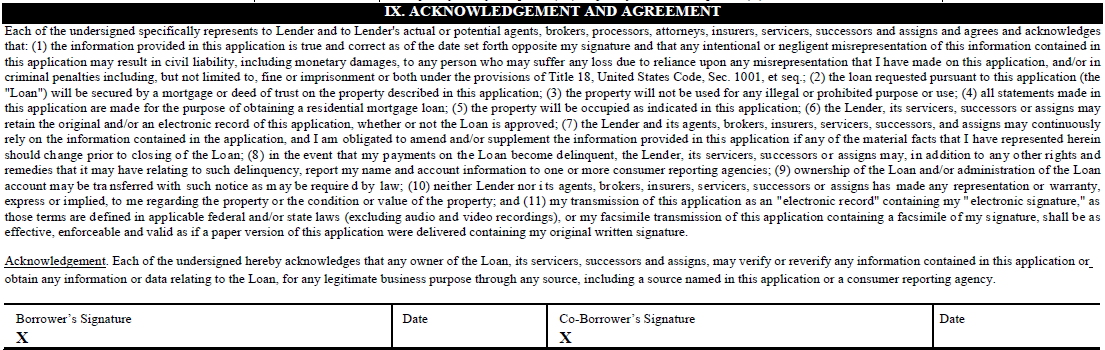 IX. ACKNOWLEDGEMENT AND AGREEMENT
Each of the undersigned specifically represents to Lender and to Lender's actual or potential agents, brokers, processors, attorneys, insurers, servicers, successors and assigns and agrees and acknowledges
that: (1) the information provided in this application is true and correct as of the date set forth opposite my signature and that any intentional or negligent misrepresentation of this information contained in
this application may result in civil liability, including monetary damages, to any person who may suffer any loss due to reliance upon any misrepresentation that I have made on this application, and/or in
criminal penalties including, but not limited to, fine or imprisonment or both under the provisions of Title 18, United States Code, Sec. 1001, et seq.; (2) the loan requested pursuant to this application (the
"Loan") will be secured by a mortgage or deed of trust on the property described in this application; (3) the property will not be used for any illegal or prohibited purpose or use; (4) all statements made in
this application are made for the purpose of obtaining a residential mortgage loan; (5) the property will be occupied as indicated in this application; (6) the Lender, its servicers, successors or assigns may
retain the original and/or an electronic record of this application, whether or not the Loan is approved; (7) the Lender and its agents, brokers, insurers, servicers, successors, and assigns may continuously
rely on the information contained in the application, and I am obligated to amend and/or supplement the information provided in this application if any of the material facts that I have represented herein
should change prior to closing of the Loan; (8) in the event that my payments on the Loan become delinquent, the Lender, its servicers, successors or assigns may, in addition to any other rights and
remedies that it may have relating to such delinquency, report my name and account information to one or more consumer reporting agencies; (9) ownership of the Loan and/or administration of the Loan
account may be transferred with such notice as may be required by law; (10) neither Lender nor its agents, brokers, insurers, servicers, successors or assigns has made any representation or warranty,
express or implied, to me regarding the property or the condition or value of the property; and (11) my transmission of this application as an "electronic record" containing my "electronic signature," as
those terms are defined in applicable federal and/or state laws (excluding audio and video recordings), or my facsimile transmission of this application containing a facsimile of my signature, shall be as
effective, enforceable and valid as if a paper version of this application were delivered containing my original written signature.
Acknowledgement. Each of the undersigned hereby acknowledges that any owner of the Loan, its servicers, successors and assigns, may verify or reverify any information contained in this application or
obtain any information or data relating to the Loan, for any legitimate business purpose through any source, including a source named in this application or a consumer reporting agency.
Borrower's Signature Date Co-Borrower's Signature Date
X X